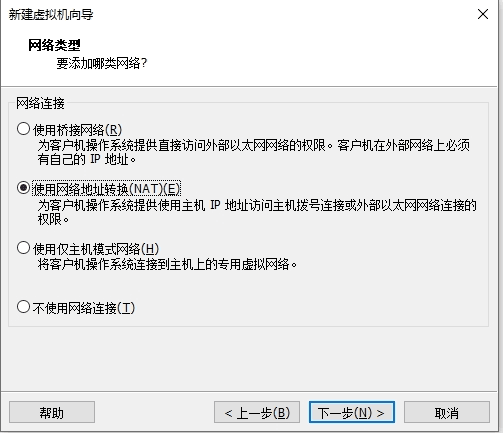 新建虚拟机向导
网络类型
要添加哪类网络?
网络连接
使用桥接网络(R)
为客户机操作系统提供直接访问外部以太网网络的权限。客户机在外部网络上必须
有自己的 IP 地址。
使用网络地址转换(NAT)(E)
为客户机操作系统提供使用主机 IP 地址访问主机拨号连接或外部以太网网络连接的
权限。
使用仅主机模式网络(H)
将客户机操作系统连接到主机上的专用虚拟网络。
不使用网络连接(T)
帮助
< 上一步(B)
下一步(N) >
取消